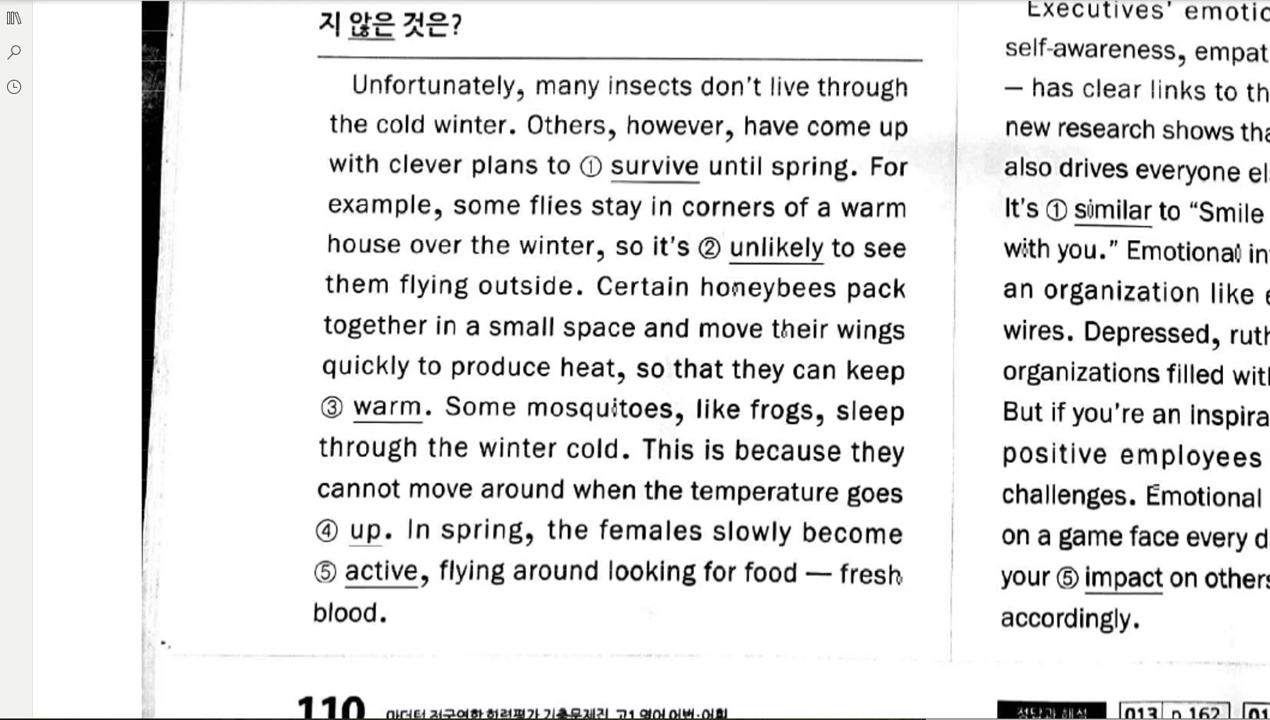 지 않은 것은?
Unfortunately, many insects don't live through
the cold winter. Others, however, have come up
with clever plans to ① survive until spring. For
example, some flies stay in corners of a warm
house over the winter, so it's ② unlikely to see
them flying outside. Certain honeybees pack
together in a small space and move their wings
quickly to produce heat, so that they can keep
③ warm. Some mosquitoes, like frogs, sleep
through the winter cold. This is because they
cannot move around when the temperature goes
④ up. In spring, the females slowly become
⑤ active, flying around looking for food — fresh
blood.
110
Executives' emotio
self-awareness, empat
— has clear links to th
new research shows tha
also drives everyone el
It's ① similar to "Smile
with you." Emotional in
an organization like e
wires. Depressed, ruth
organizations filled with
But if you're an inspira
positive employees
challenges. Emotional
on a game face every d
your ⑤ impact on others
accordingly.
정답과 해석 013 p.162 01